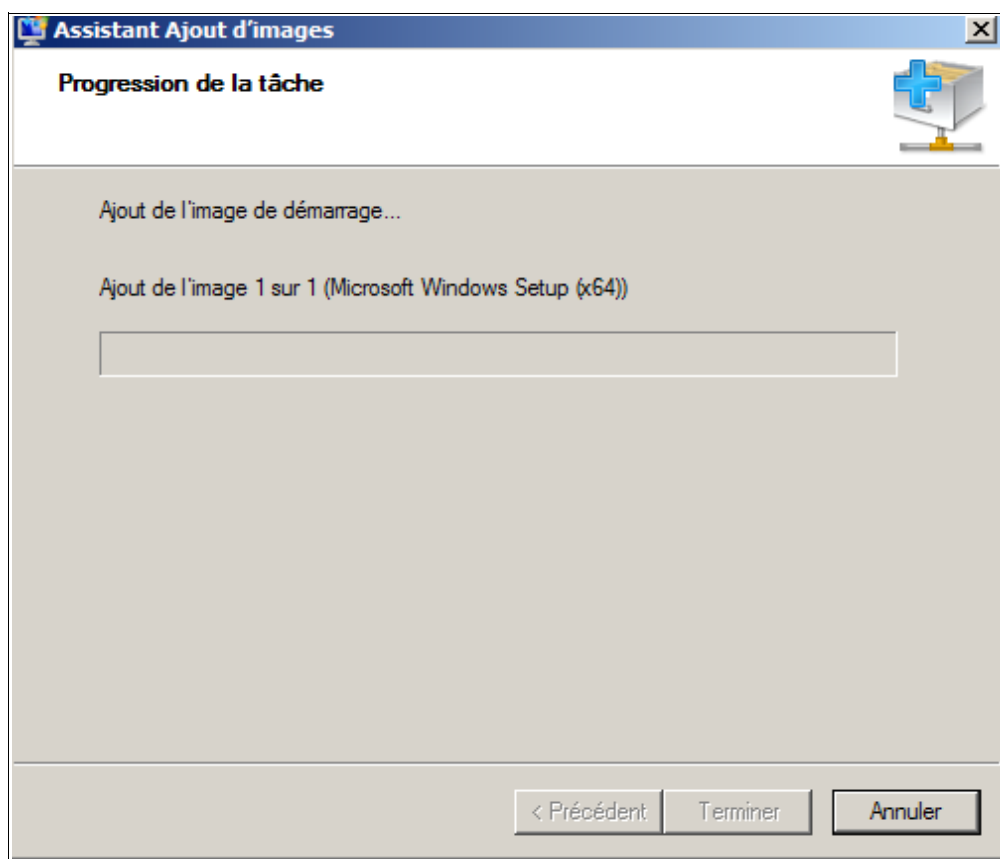 Assistant Ajout d'images
Progression de la tâche
Ajout de l'image de démarrage...
Ajout de l'image 1 sur 1 (Microsoft Windows Setup (x64))
< Précédent
Terminer
Annuler